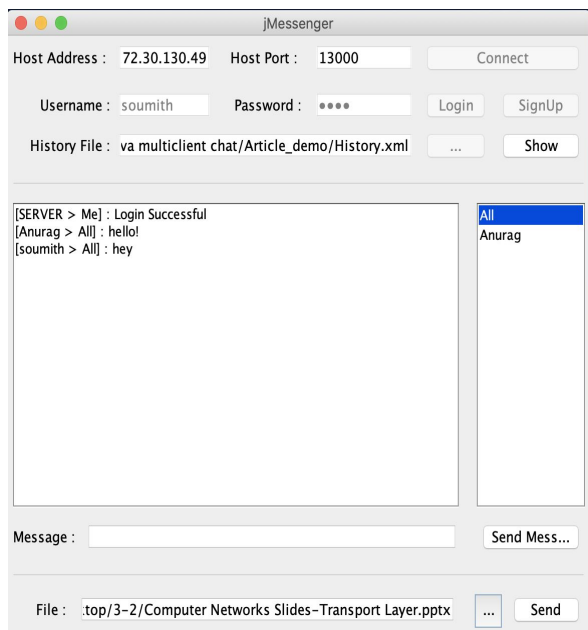 jMessenger
Host Address : 72.30.130.49 Host Port : 13000 Connect
Username : soumith Password : •••• Login SignUp
History File : va multiclient chat/Article_demo/History.xml ... Show
[SERVER > Me] : Login Successful
[Anurag > All] : hello!
[soumith > All] : hey
All
Anurag
Message : Send Mess...
File : :top/3-2/Computer Networks Slides-Transport Layer.pptx ... Send